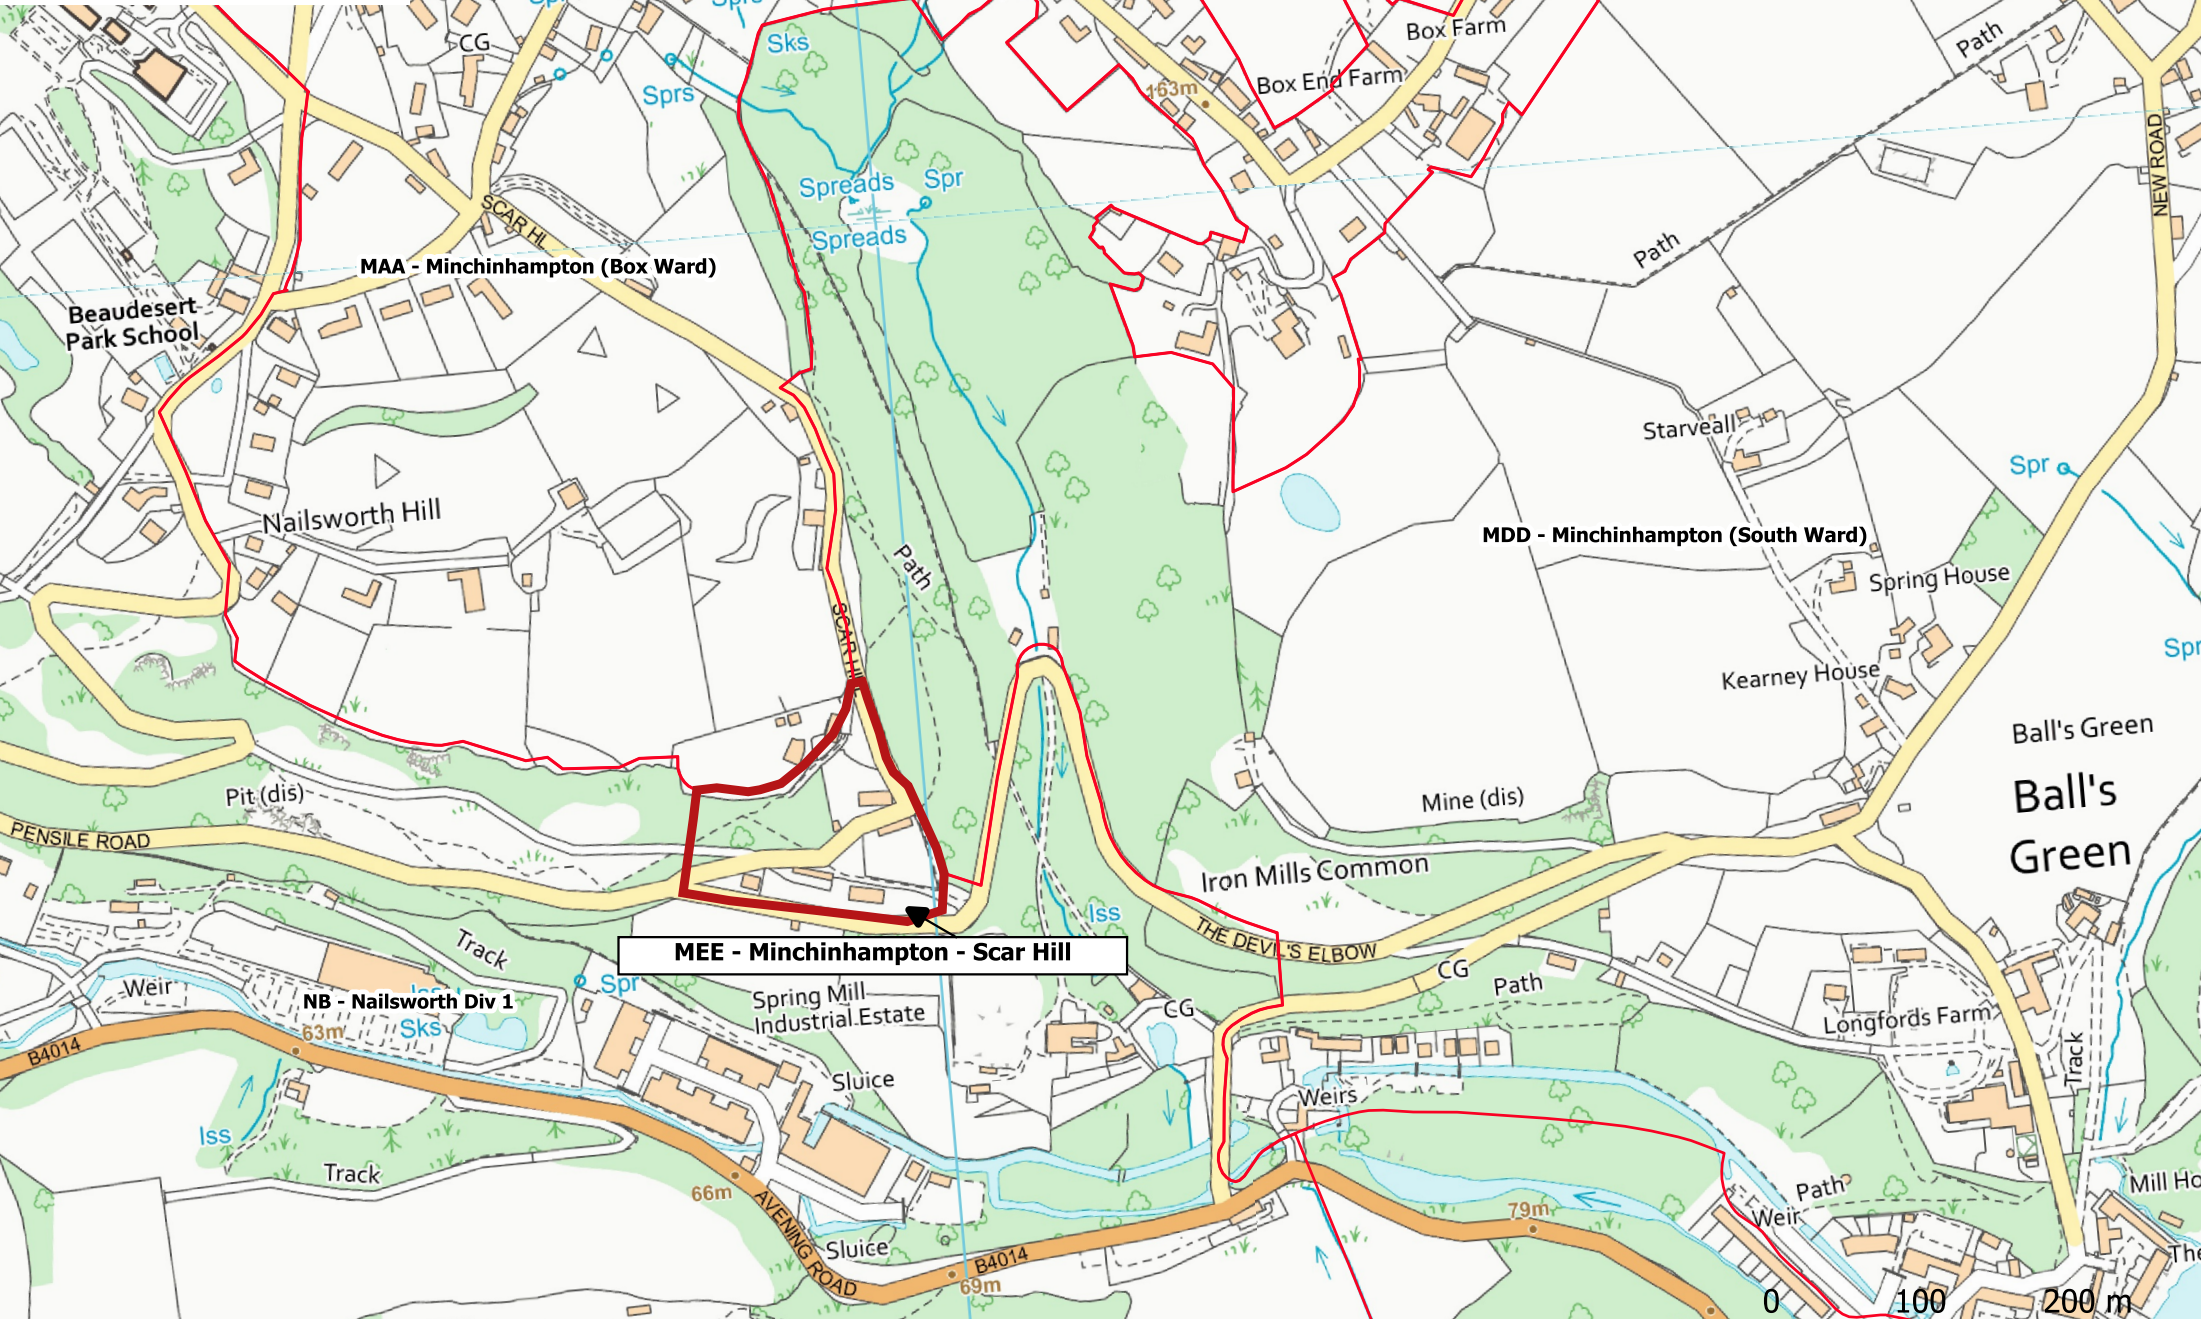 CG
Sks
Box Farm
Path
Sprs
Box End Farm
163m
NEW ROAD
Spreads
Spr
SCAR HL
Spreads
Path
MAA - Minchinhampton (Box Ward)
Beaudesert
Park School
Starveall
Spr
Nailsworth Hill
MDD - Minchinhampton (South Ward)
Path
Spring House
SCAR HILL
Spr
Kearney House
Ball's Green
Pit (dis)
Mine (dis)
Ball's
Green
PENSILE ROAD
Iron Mills Common
Iss
THE DEVIL'S ELBOW
Track
MEE - Minchinhampton - Scar Hill
CG
Path
Weir
Spr
NB - Nailsworth Div 1
Spring Mill
Industrial Estate
CG
Longfords Farm
63m
Sks
B4014
Track
Sluice
Weirs
Iss
Track
66m
Path
Mill Ho
AVENING ROAD
79m
Weir
Sluice
B4014
The
69m
0 100 200 m